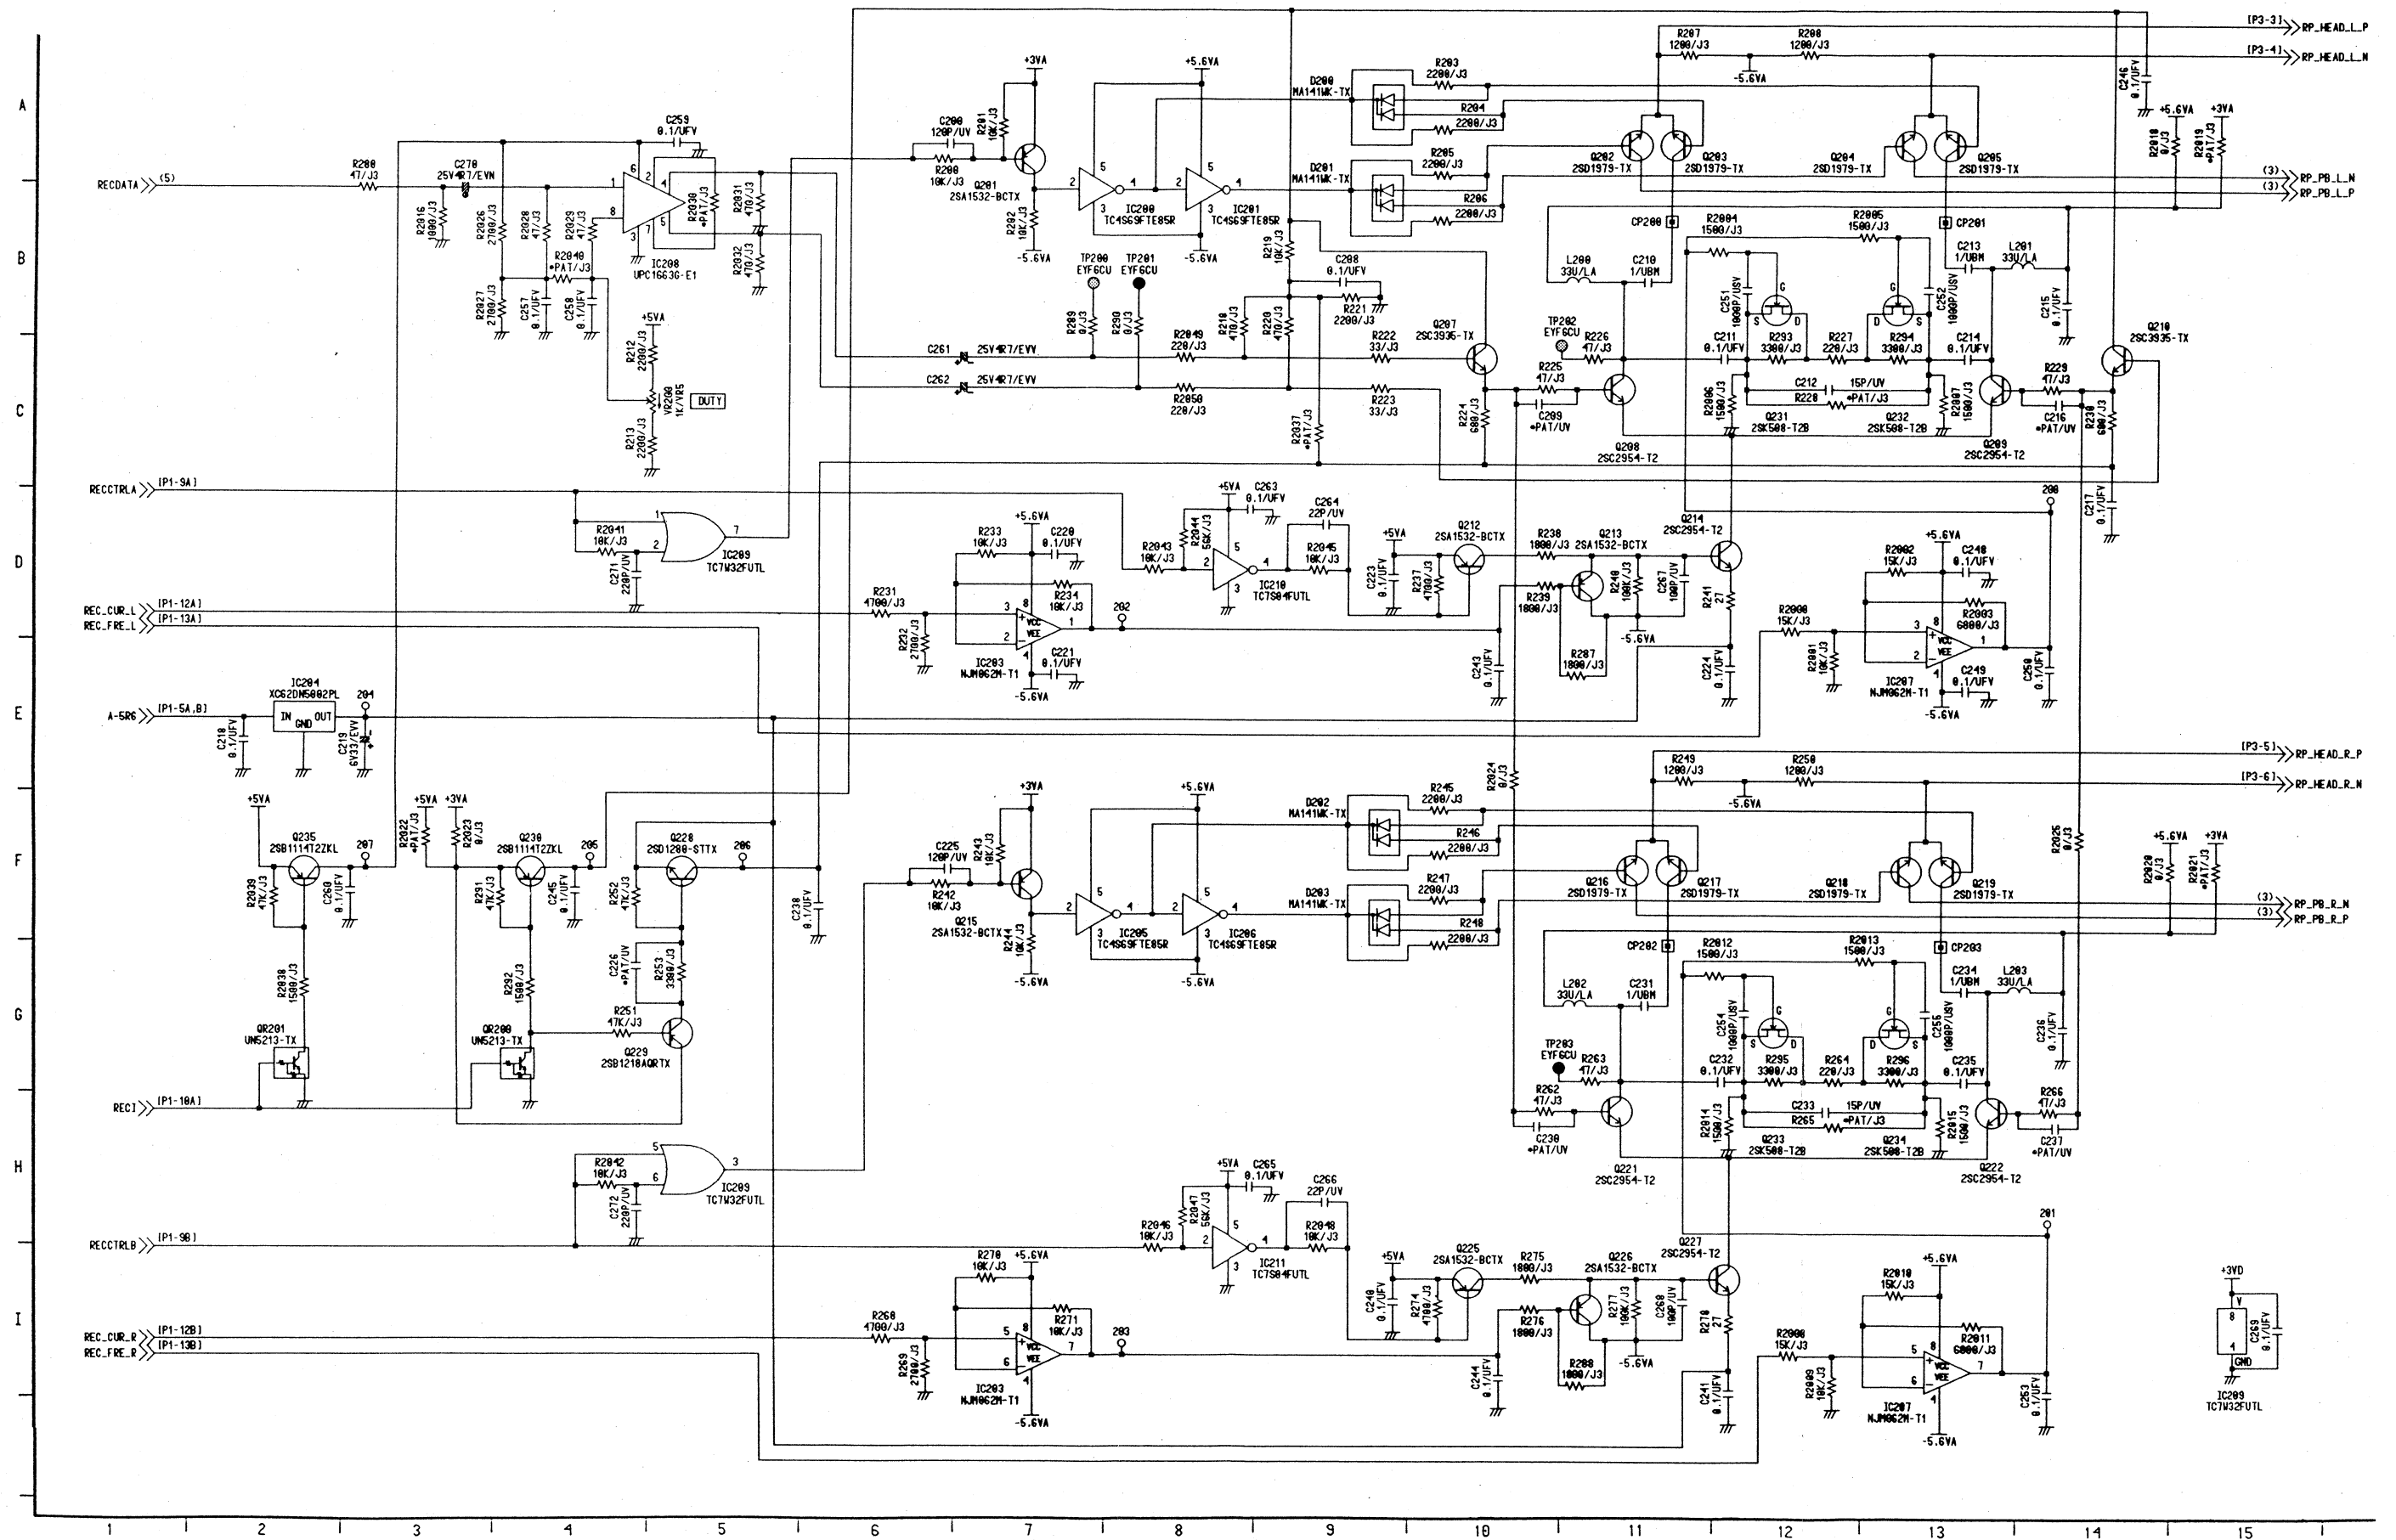 [P3-3] RP_HEAD_L_P
[P3-4] RP_HEAD_L_N
R207 1200/J3
R208 1200/J3
-5.6VA
+3VA
+5.6VA
D200 MA141WK-TX
R203 2200/J3
R204 2200/J3
C246 0.1/UFV
A
+5.6VA
+3VA
R2018 0/J3
R2019 *PAT/J3
C259 0.1/UFV
C200 120P/UV
R201 10K/J3
R200 10K/J3
Q201 2SA1532-BCTX
R202 10K/J3
-5.6VA
IC200 TC4S69FTE85R
IC201 TC4S69FTE85R
-5.6VA
D201 MA141WK-TX
R205 2200/J3
R206 2200/J3
Q202 2SD1979-TX
Q203 2SD1979-TX
Q204 2SD1979-TX
Q205 2SD1979-TX
(3) RP_PB_L_N
(3) RP_PB_L_P
RECDATA (5)
R280 47/J3
C270 25V4R7/EVN
R2016 1000/J3
R2026 2700/J3
R2028 47/J3
R2029 47/J3
R2040 *PAT/J3
R2027 2700/J3
C257 0.1/UFV
C258 0.1/UFV
IC208 UPC1663G-E1
R2030 *PAT/J3
R2031 470/J3
R2032 470/J3
B
+5VA
R212 2200/J3
VR200 1K/VR5
DUTY
R213 2200/J3
TP200 EYF6CU
TP201 EYF6CU
R289 0/J3
R290 0/J3
C261 25V4R7/EVV
C262 25V4R7/EVV
R2049 220/J3
R2050 220/J3
R219 10K/J3
C208 0.1/UFV
R218 470/J3
R220 470/J3
R221 2200/J3
R222 33/J3
R223 33/J3
R2037 *PAT/J3
Q207 2SC3935-TX
R224 680/J3
CP200
CP201
L200 33U/LA
C210 1/UBM
R2004 1500/J3
R2005 1500/J3
C213 1/UBM
L201 33U/LA
C251 1000P/USV
C252 1000P/USV
C215 0.1/UFV
G
D
S
TP202 EYF6CU
R226 47/J3
R225 47/J3
C209 *PAT/UV
Q208 2SC2954-T2
C211 0.1/UFV
R293 3300/J3
R227 220/J3
R294 3300/J3
C214 0.1/UFV
C212 15P/UV
R228 *PAT/J3
R2006 1500/J3
R2007 1500/J3
Q231 2SK508-T2B
Q232 2SK508-T2B
Q209 2SC2954-T2
R229 47/J3
C216 *PAT/UV
R230 680/J3
Q210 2SC3935-TX
C217 0.1/UFV
C
RECCTRLA [P1-9A]
R2041 10K/J3
C271 220P/UV
IC209 TC7W32FUTL
D
REC_CUR_L [P1-12A]
REC_FRE_L [P1-13A]
R231 4700/J3
R232 2700/J3
R233 10K/J3
+5.6VA
C220 0.1/UFV
R234 10K/J3
VCC
VEE
IC203 NJM062M-T1
C221 0.1/UFV
-5.6VA
202
R2043 10K/J3
R2044 56K/J3
+5VA
C263 0.1/UFV
IC210 TC7S04FUTL
C264 22P/UV
R2045 10K/J3
+5VA
C223 0.1/UFV
R237 4700/J3
Q212 2SA1532-BCTX
R238 1800/J3
R239 1800/J3
Q213 2SA1532-BCTX
R240 100K/J3
C267 100P/UV
-5.6VA
R287 1800/J3
C243 0.1/UFV
Q214 2SC2954-T2
R241 27
C224 0.1/UFV
R2000 15K/J3
R2001 10K/J3
R2002 15K/J3
+5.6VA
C248 0.1/UFV
R2003 6800/J3
VCC
VEE
IC207 NJM062M-T1
C249 0.1/UFV
-5.6VA
C250 0.1/UFV
200
E
A-5R6 [P1-5A,B]
C218 0.1/UFV
IC204 XC62DN5002PL
IN GND OUT
204
C219 6V33/EVV
[P3-5] RP_HEAD_R_P
[P3-6] RP_HEAD_R_N
R249 1200/J3
R250 1200/J3
-5.6VA
R2024 0/J3
R2025 0/J3
F
+5VA
Q235 2SB1114T2ZKL
207
R2039 47K/J3
C260 0.1/UFV
R2038 1500/J3
QR201 UN5213-TX
+5VA
+3VA
R2022 *PAT/J3
R2023 0/J3
Q230 2SB1114T2ZKL
205
R291 47K/J3
C245 0.1/UFV
R292 1500/J3
QR200 UN5213-TX
Q228 2SD1280-STTX
206
R252 47K/J3
C226 *PAT/UV
R253 3300/J3
R251 47K/J3
Q229 2SB1218AQRTX
C238 0.1/UFV
+3VA
C225 120P/UV
R243 10K/J3
R242 10K/J3
Q215 2SA1532-BCTX
R244 10K/J3
-5.6VA
+5.6VA
IC205 TC4S69FTE85R
IC206 TC4S69FTE85R
-5.6VA
D202 MA141WK-TX
R245 2200/J3
R246 2200/J3
D203 MA141WK-TX
R247 2200/J3
R248 2200/J3
Q216 2SD1979-TX
Q217 2SD1979-TX
Q218 2SD1979-TX
Q219 2SD1979-TX
+5.6VA
+3VA
R2020 0/J3
R2021 *PAT/J3
(3) RP_PB_R_N
(3) RP_PB_R_P
G
CP202
CP203
L202 33U/LA
C231 1/UBM
R2012 1500/J3
R2013 1500/J3
C234 1/UBM
L203 33U/LA
C254 1000P/USV
C256 1000P/USV
C236 0.1/UFV
TP203 EYF6CU
R263 47/J3
R262 47/J3
C230 *PAT/UV
Q221 2SC2954-T2
C232 0.1/UFV
R295 3300/J3
R264 220/J3
R296 3300/J3
C235 0.1/UFV
C233 15P/UV
R265 *PAT/J3
R2014 1500/J3
R2015 1500/J3
Q233 2SK508-T2B
Q234 2SK508-T2B
Q222 2SC2954-T2
R266 47/J3
C237 *PAT/UV
RECI [P1-10A]
H
R2042 10K/J3
C272 220P/UV
IC209 TC7W32FUTL
RECCTRLB [P1-9B]
R2046 10K/J3
R2047 56K/J3
+5VA
C265 0.1/UFV
IC211 TC7S04FUTL
C266 22P/UV
R2048 10K/J3
I
REC_CUR_R [P1-12B]
REC_FRE_R [P1-13B]
R268 4700/J3
R269 2700/J3
R270 10K/J3
+5.6VA
R271 10K/J3
VCC
VEE
IC203 NJM062M-T1
-5.6VA
203
+5VA
C240 0.1/UFV
R274 4700/J3
Q225 2SA1532-BCTX
R275 1800/J3
R276 1800/J3
Q226 2SA1532-BCTX
R277 100K/J3
C268 100P/UV
-5.6VA
R288 1800/J3
C244 0.1/UFV
Q227 2SC2954-T2
R278 27
C241 0.1/UFV
R2008 15K/J3
R2009 10K/J3
R2010 15K/J3
+5.6VA
R2011 6800/J3
VCC
VEE
IC207 NJM062M-T1
-5.6VA
C253 0.1/UFV
201
+3VD
V
8
4
GND
C269 0.1/UFV
IC209 TC7W32FUTL
1 2 3 4 5 6 7 8 9 10 11 12 13 14 15